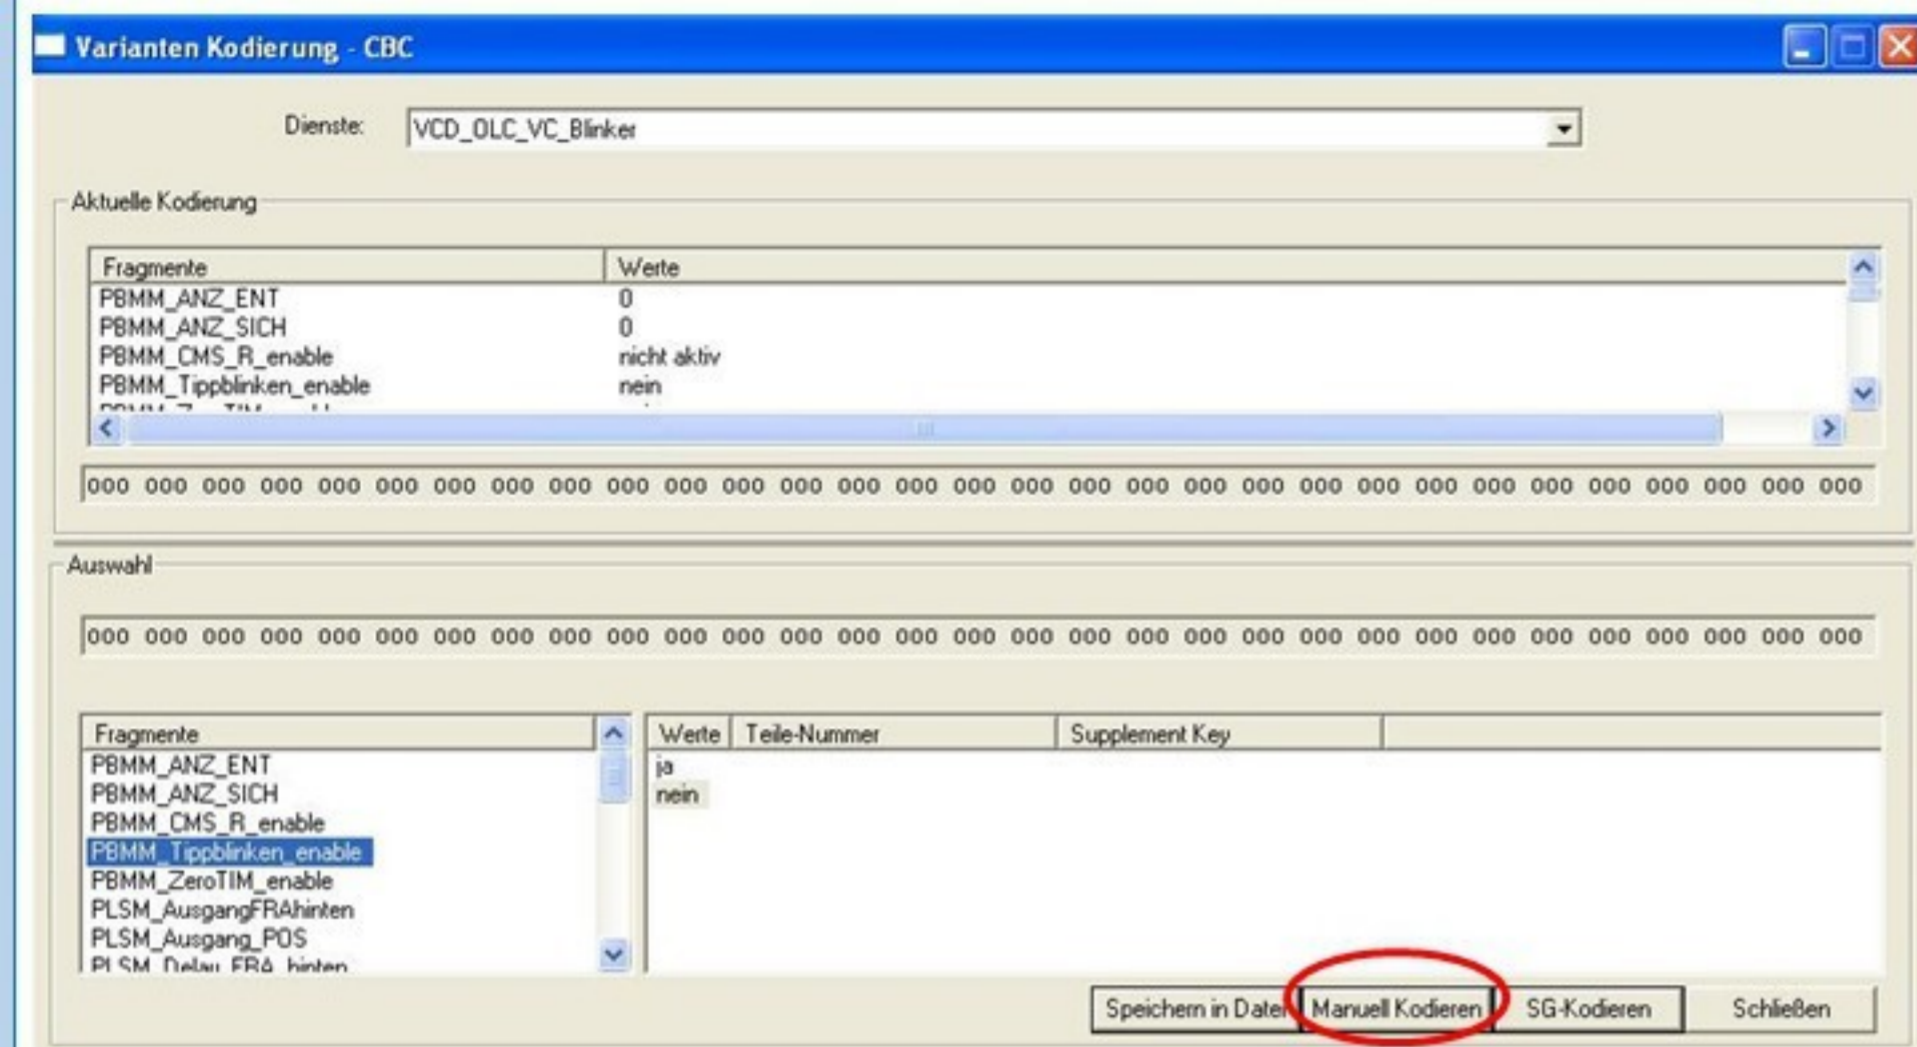 Varianten Kodierung - CBC
Dienste: VCD_OLC_VC_Blinker
Aktuelle Kodierung
Fragmente Werte
PBMM_ANZ_ENT 0
PBMM_ANZ_SICH 0
PBMM_CMS_R_enable nicht aktiv
PBMM_Tippblinken_enable nein
000 000 000 000 000 000 000 000 000 000 000 000 000 000 000 000 000 000 000 000 000 000 000 000 000 000 000 000 000 000 000
Auswahl
000 000 000 000 000 000 000 000 000 000 000 000 000 000 000 000 000 000 000 000 000 000 000 000 000 000 000 000 000 000 000
Fragmente
PBMM_ANZ_ENT
PBMM_ANZ_SICH
PBMM_CMS_R_enable
PBMM_Tippblinken_enable
PBMM_ZeroTIM_enable
PLSM_AusgangFRAhinten
PLSM_Ausgang_POS
PLSM_Delay_FRA_hinten
Werte Teile-Nummer Supplement Key
ja
nein
Speichern in Datei Manuell Kodieren SG-Kodieren Schließen